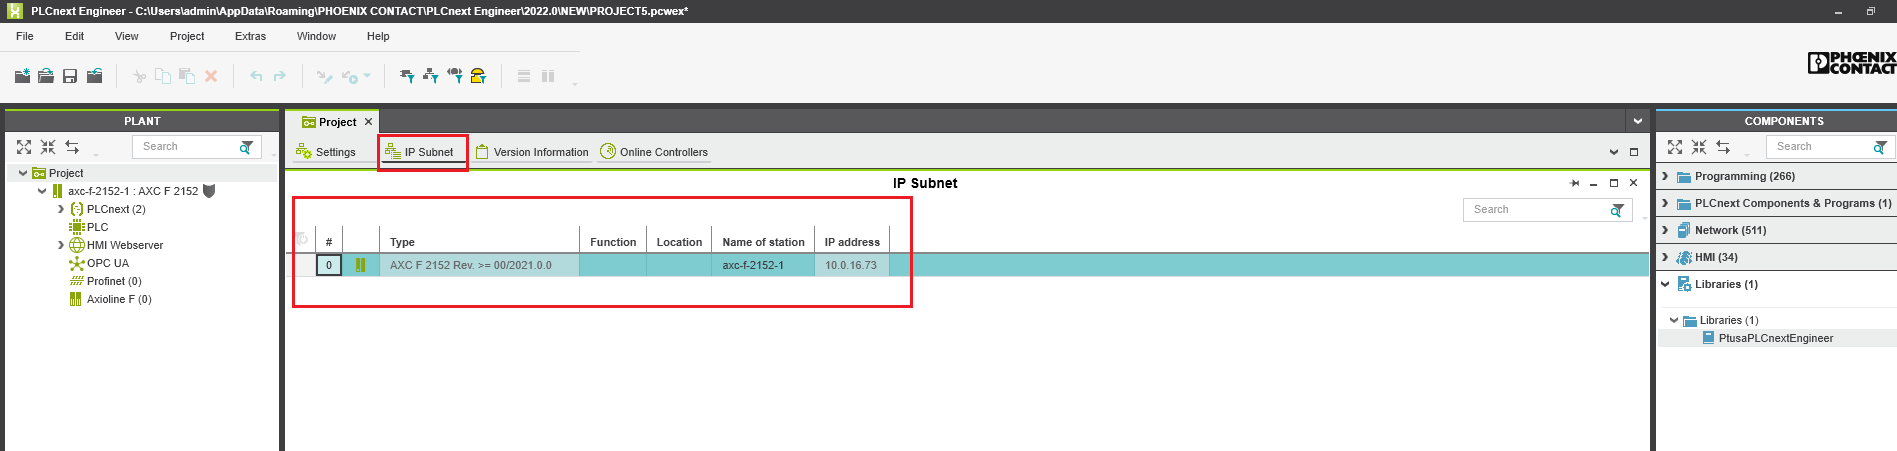 PLCnext Engineer - C:\Users\admin\AppData\Roaming\PHOENIX CONTACT\PLCnext Engineer\2022.0\NEW\PROJECT5.pcwex*
File Edit View Project Extras Window Help
PHOENIX
CONTACT
PLANT
Search
Project
axc-f-2152-1 : AXC F 2152
PLCnext (2)
PLC
HMI Webserver
OPC UA
Profinet (0)
Axioline F (0)
Project
Settings IP Subnet Version Information Online Controllers
IP Subnet
Search
# Type Function Location Name of station IP address
0 AXC F 2152 Rev. >= 00/2021.0.0 axc-f-2152-1 10.0.16.73
COMPONENTS
Search
Programming (266)
PLCnext Components & Programs (1)
Network (511)
HMI (34)
Libraries (1)
Libraries (1)
PtusaPLCnextEngineer